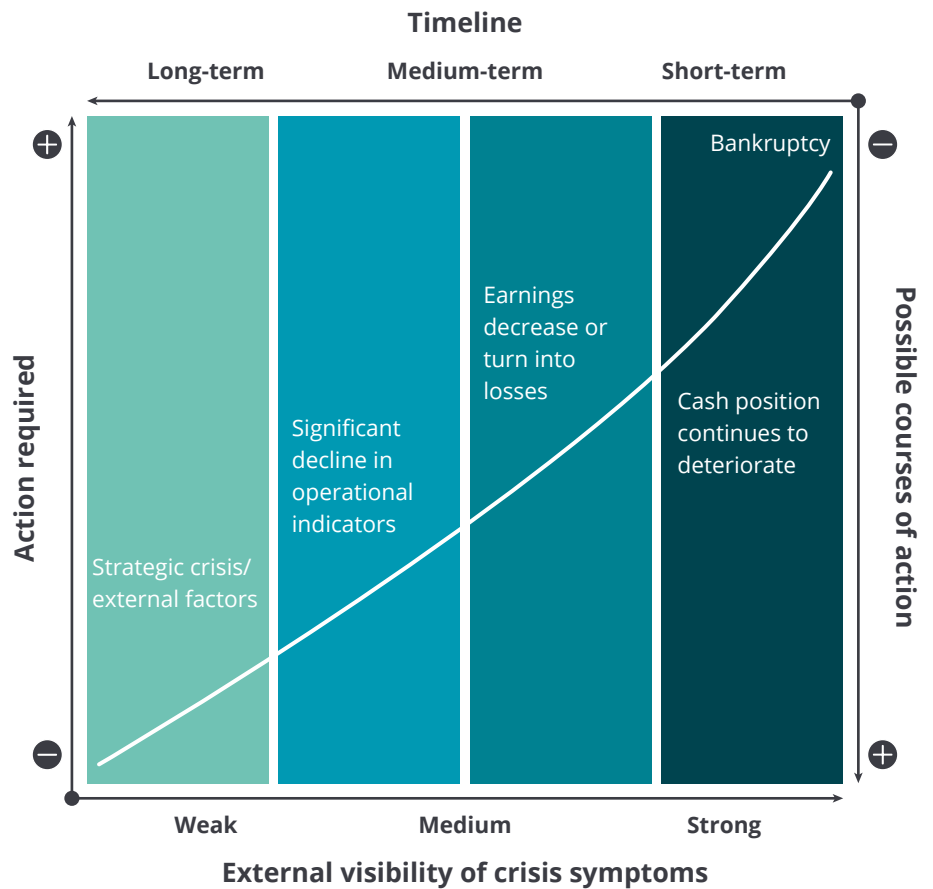 Timeline
Long-term
Medium-term
Short-term
+
−
Bankruptcy
Earnings
decrease or
turn into
losses
Cash position
continues to
deteriorate
Significant
decline in
operational
indicators
Strategic crisis/
external factors
Action required
Possible courses of action
−
+
Weak
Medium
Strong
External visibility of crisis symptoms